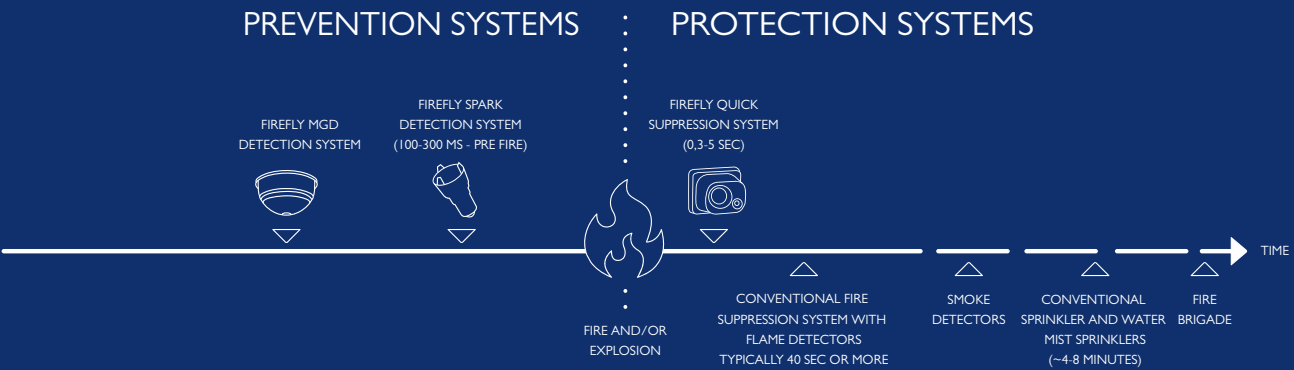 PREVENTION SYSTEMS
PROTECTION SYSTEMS
FIREFLY MGD
DETECTION SYSTEM
FIREFLY SPARK
DETECTION SYSTEM
(100-300 MS - PRE FIRE)
FIREFLY QUICK
SUPPRESSION SYSTEM
(0,3-5 SEC)
TIME
FIRE AND/OR
EXPLOSION
CONVENTIONAL FIRE
SUPPRESSION SYSTEM WITH
FLAME DETECTORS
TYPICALLY 40 SEC OR MORE
SMOKE
DETECTORS
CONVENTIONAL
SPRINKLER AND WATER
MIST SPRINKLERS
(~4-8 MINUTES)
FIRE
BRIGADE